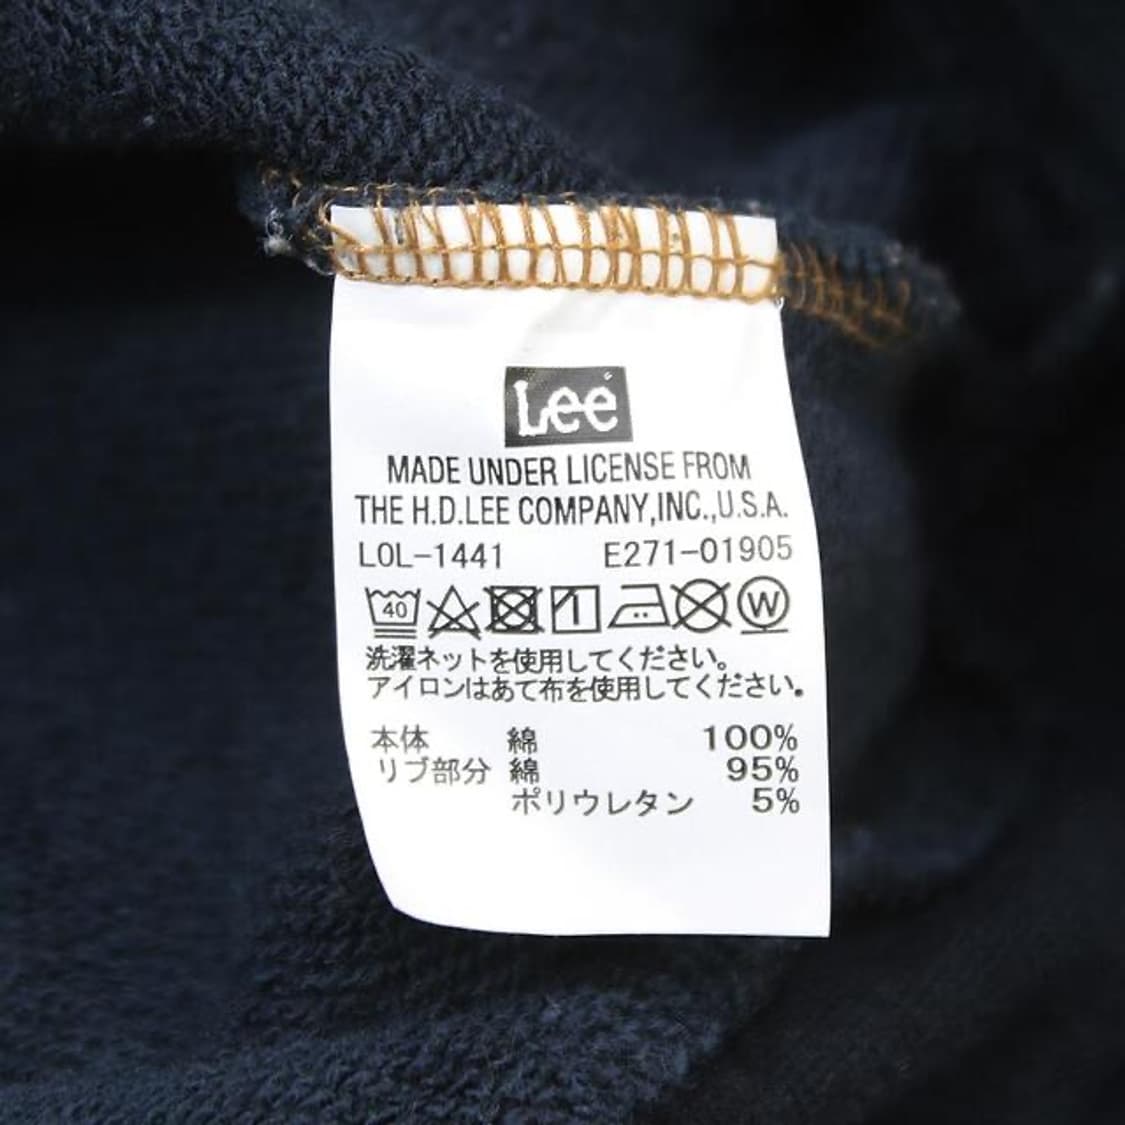 Lee
MADE UNDER LICENSE FROM
THE H.D.LEE COMPANY,INC.,U.S.A.
LOL-1441 E271-01905
40 W
洗濯ネットを使用してください。
アイロンはあて布を使用してください。
本体 綿 100%
リブ部分 綿 95%
ポリウレタン 5%